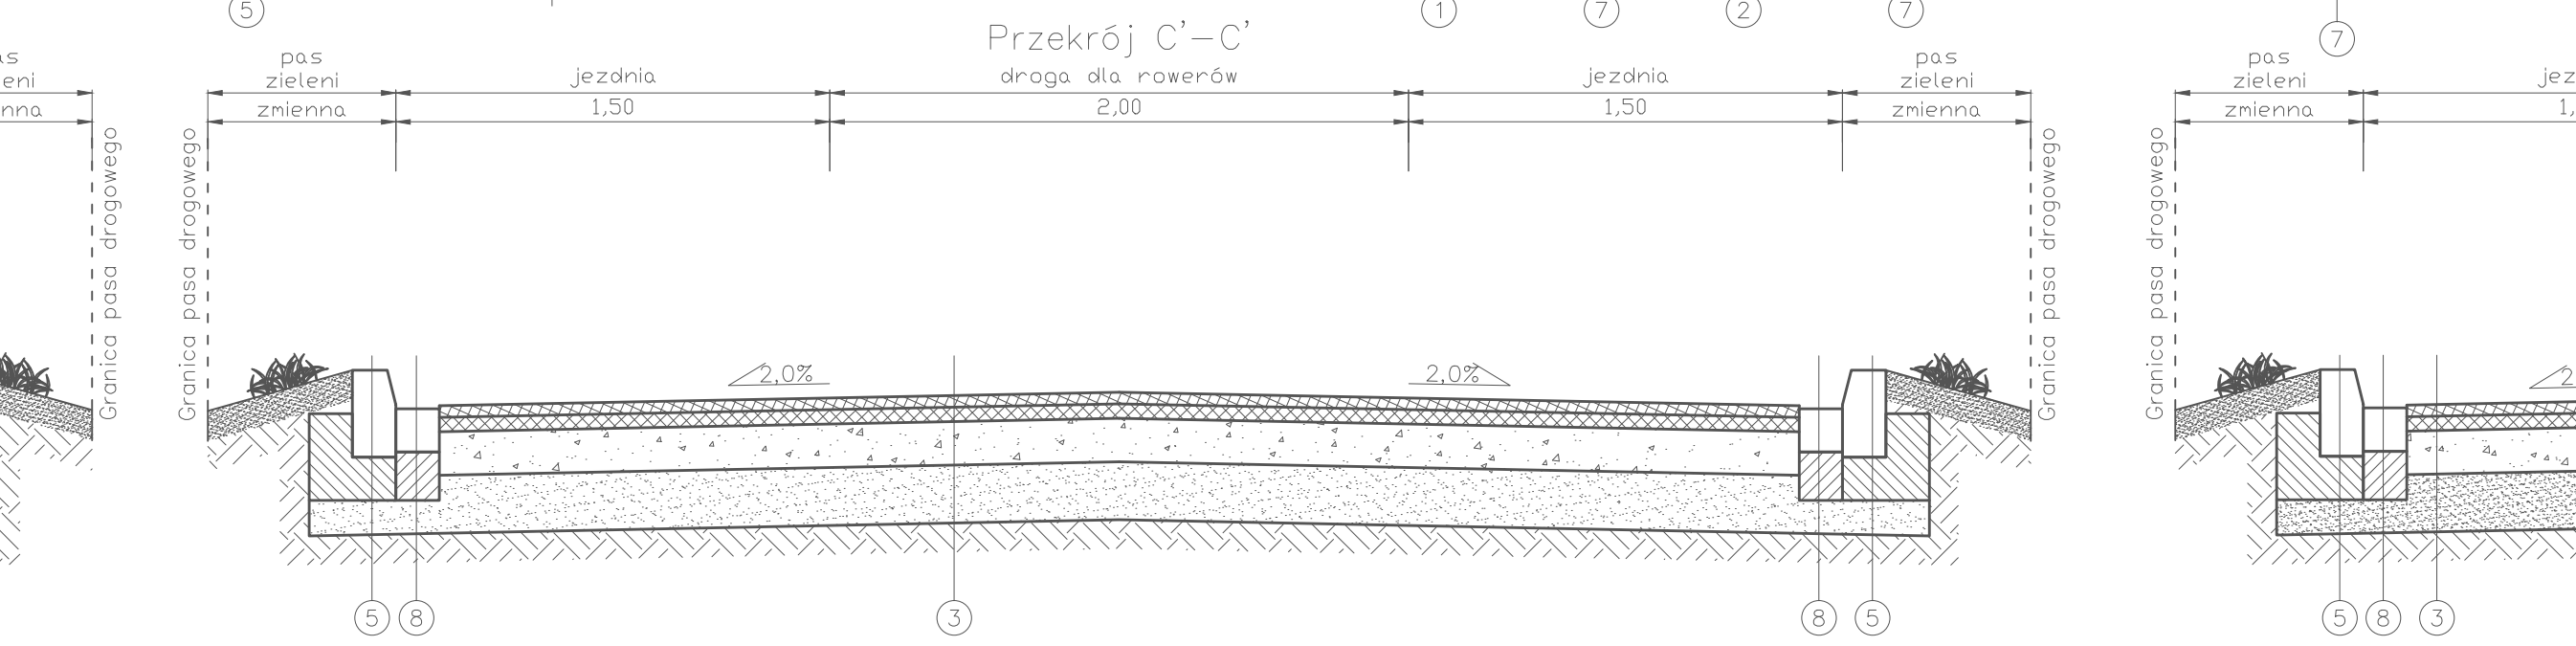 5
1
7
2
7
7
Przekrój C'-C'
pas
zieleni
zmienna
jezdnia
1,50
droga dla rowerów
2,00
jezdnia
1,50
pas
zieleni
zmienna
pas
zieleni
zmienna
Granica pasa drogowego
Granica pasa drogowego
Granica pasa drogowego
Granica pasa drogowego
2,0%
2,0%
5
8
3
8
5
5
8
3